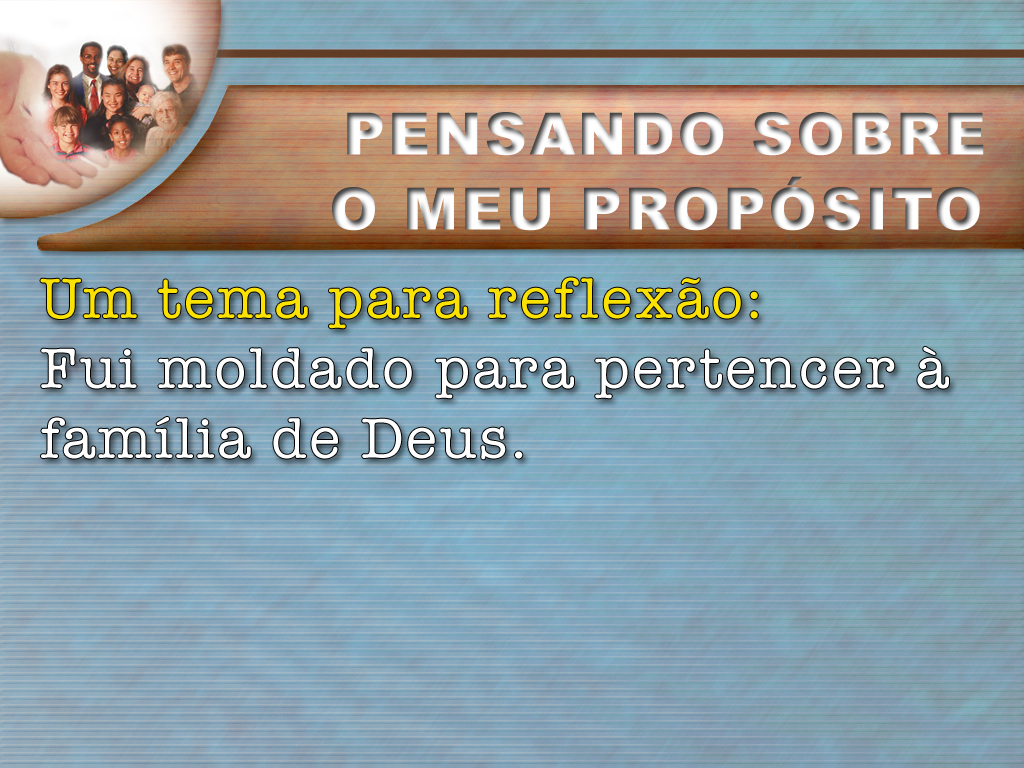 PENSANDO SOBRE
O MEU PROPÓSITO
Um tema para reflexão:
Fui moldado para pertencer à
família de Deus.